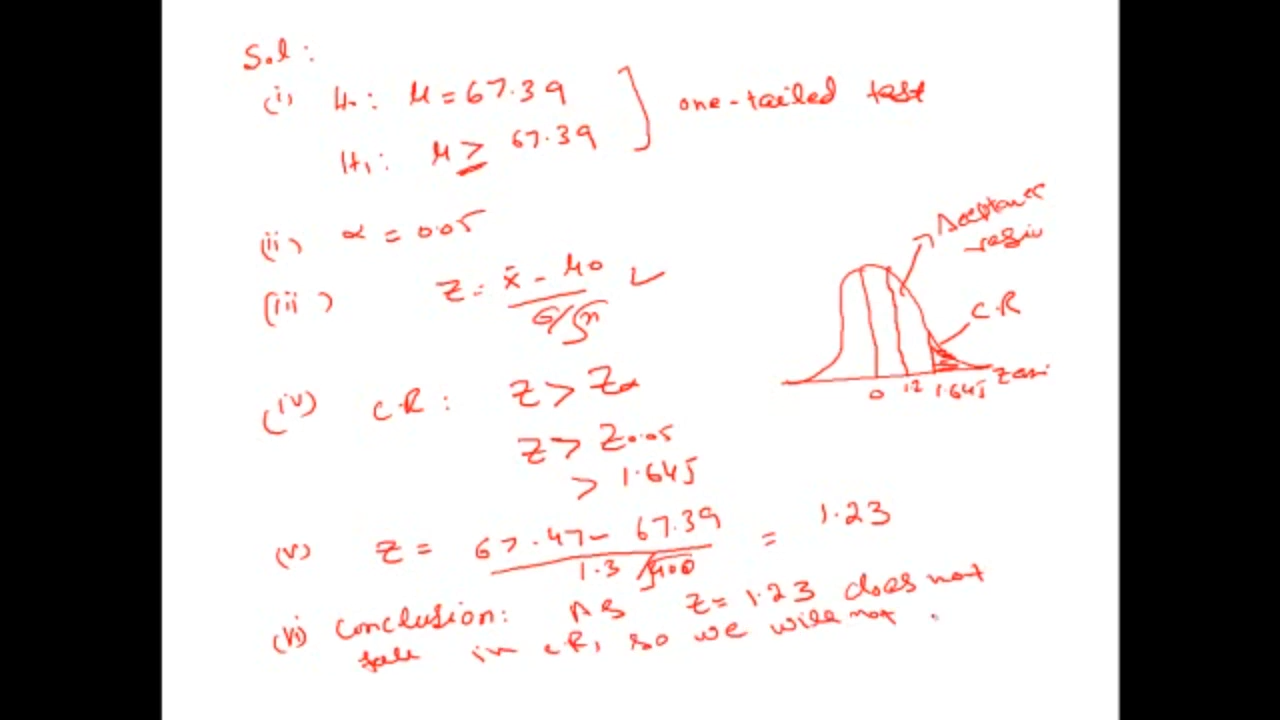 Sol:
(i) H₀: μ = 67.39
H₁: μ > 67.39
one-tailed test
(ii) α = 0.05
(iii) Z = x̄ - μ0 / σ/√n ✓
Acceptance region
C.R
0 1.2 1.645
(iv) C.R: Z > Zα
Z > Z0.05
> 1.645
(v) Z = 67.47 - 67.39 / 1.3 /√400 = 1.23
(vi) Conclusion: As Z = 1.23 does not
fall in CR, so we will not